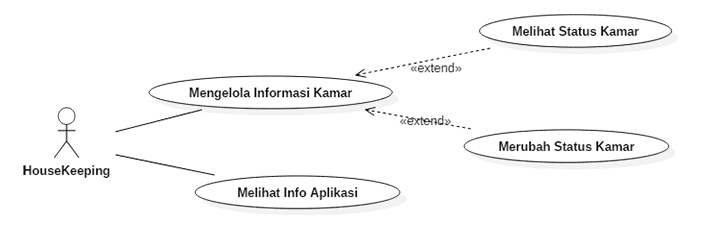 Melihat Status Kamar
«extend»
Mengelola Informasi Kamar
«extend»
Merubah Status Kamar
HouseKeeping
Melihat Info Aplikasi